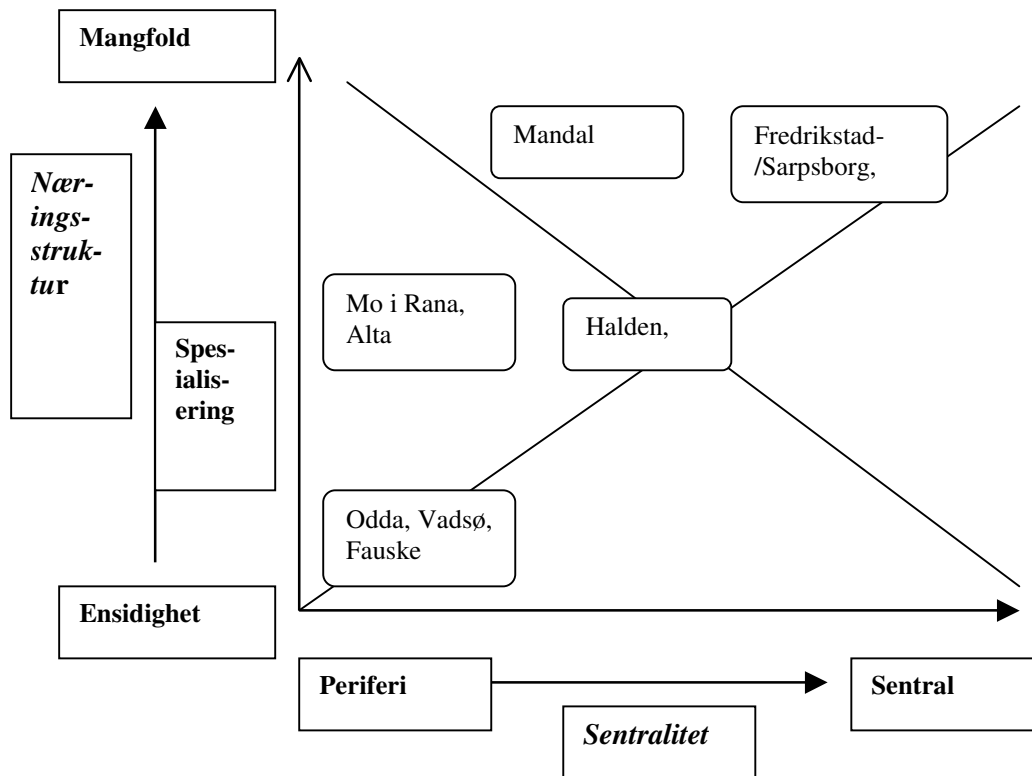 Mangfold
Mandal
Fredrikstad-
/Sarpsborg,
Nær-
ings-
struk-
tur
Mo i Rana,
Alta
Halden,
Spes-
ialis-
ering
Odda, Vadsø,
Fauske
Ensidighet
Periferi
Sentral
Sentralitet